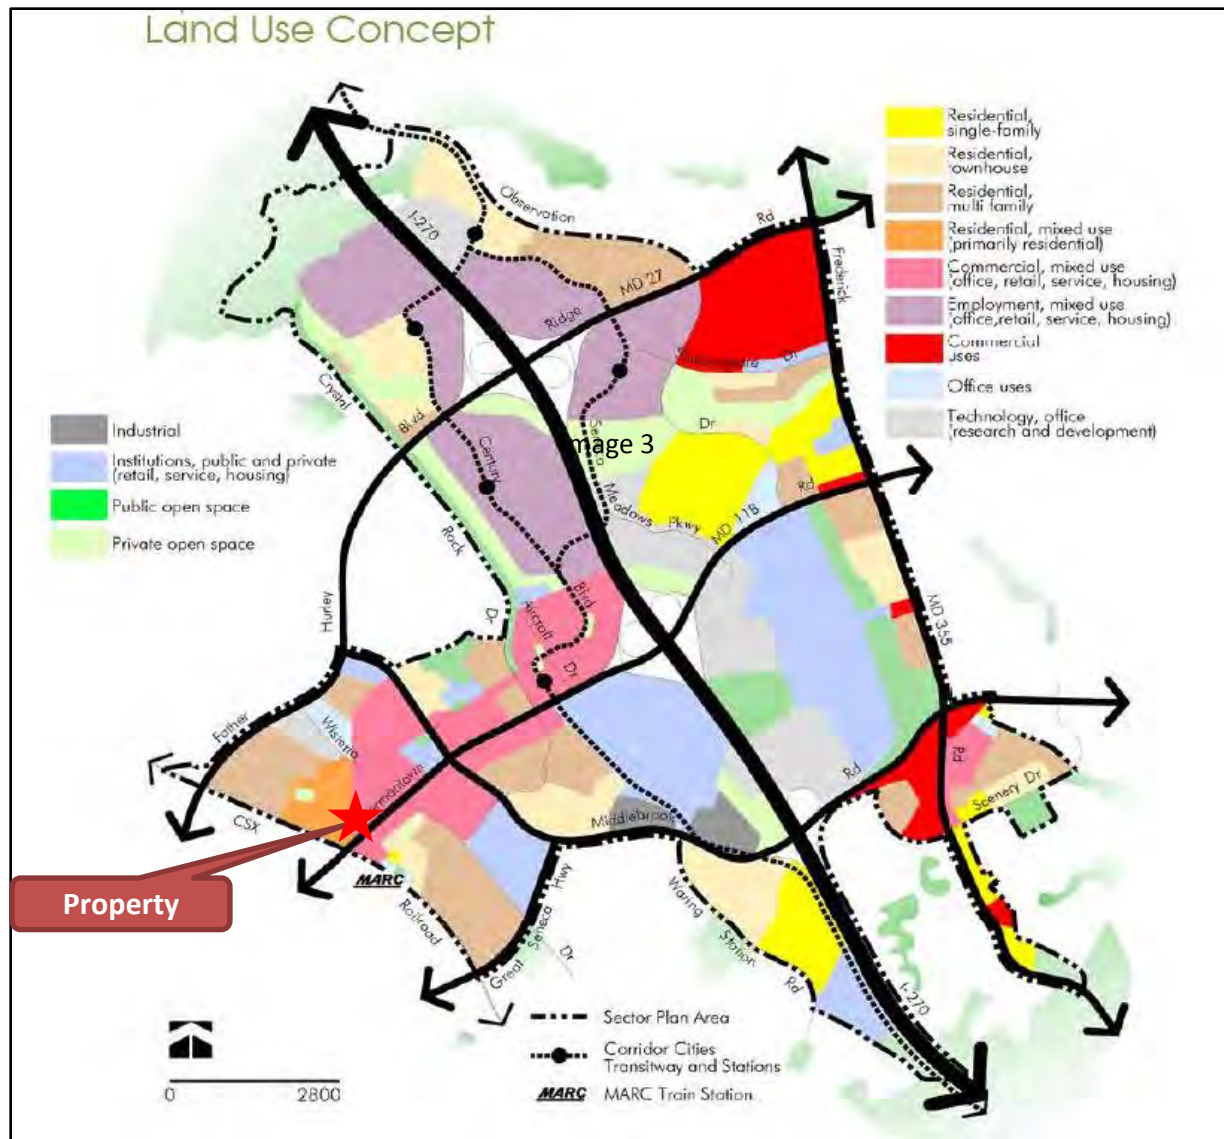 Land Use Concept
Residential,
single-family
Residential,
townhouse
Residential,
multi family
Residential, mixed use
(primarily residential)
Commercial, mixed use
(office, retail, service, housing)
Employment, mixed use
(office,retail, service, housing)
Commercial
uses
Office uses
Technology, office
(research and development)
Industrial
Institutions, public and private
(retail, service, housing)
Public open space
Private open space
Observation
Dr
I-270
Rd
MD 27
Ridge
Frederick
Crystal
Rock
Dr
Blvd
Century
Blvd
mage 3
Seneca
Meadows
Pkwy
Dr
MD 118
Rd
MD 355
Hurley
Father
Wisteria
Aircraft
Dr
Germantown
CSX
Railroad
MARC
Property
Middlebrook
Rd
Rd
Scenery Dr
Great Seneca Hwy
Dr
Waring
Station
Rd
I-270
Sector Plan Area
Corridor Cities
Transitway and Stations
MARC MARC Train Station
0 2800